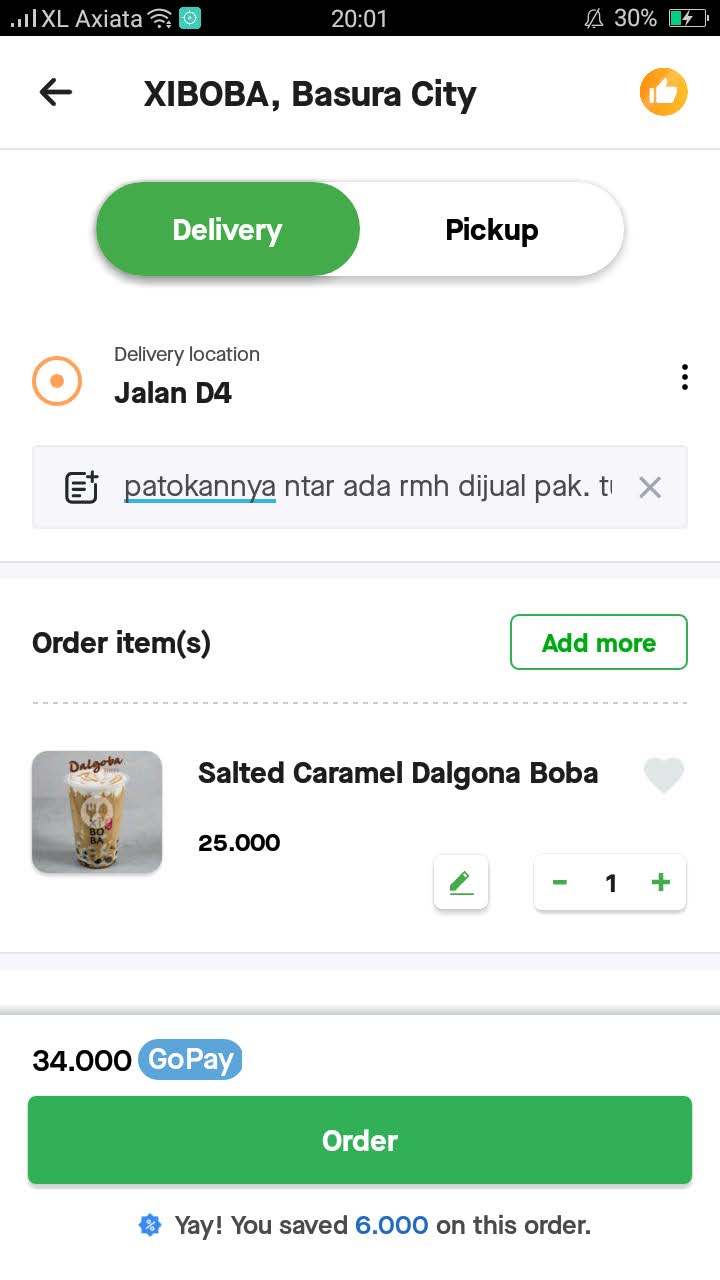 XL Axiata
20:01
30%
XIBOBA, Basura City
Delivery
Pickup
Delivery location
Jalan D4
patokannya ntar ada rmh dijual pak.
Order item(s)
Add more
Dalgoba
XI
BO
BA
Salted Caramel Dalgona Boba
25.000
- 1 +
34.000 GoPay
Order
Yay! You saved 6.000 on this order.